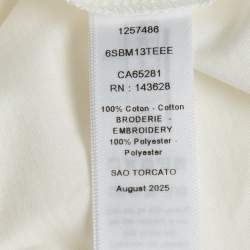 1257486
6SBM13TEEE
CA65281
RN : 143628
100% Coton - Cotton
BRODERIE -
EMBROIDERY
100% Polyester -
Polyester
SAO TORCATO
August 2025